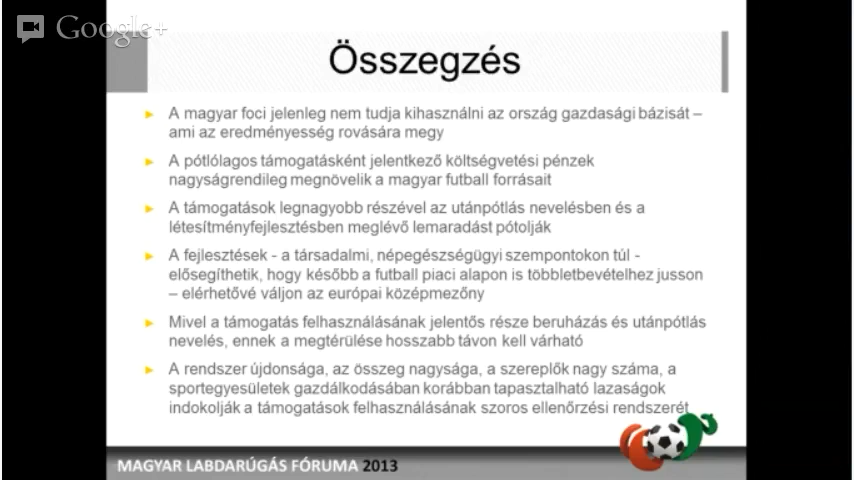 Google+
Összegzés
► A magyar foci jelenleg nem tudja kihasználni az ország gazdasági bázisát –
ami az eredményesség rovására megy
► A pótlólagos támogatásként jelentkező költségvetési pénzek
nagyságrendileg megnövelik a magyar futball forrásait
► A támogatások legnagyobb részével az utánpótlás nevelésben és a
létesítményfejlesztésben meglévő lemaradást pótolják
► A fejlesztések - a társadalmi, népegészségügyi szempontokon túl -
elősegíthetik, hogy később a futball piaci alapon is többletbevételhez jusson
– elérhetővé váljon az európai középmezőny
► Mivel a támogatás felhasználásának jelentős része beruházás és utánpótlás
nevelés, ennek a megtérülése hosszabb távon kell várható
► A rendszer újdonsága, az összeg nagysága, a szereplők nagy száma, a
sportegyesületek gazdálkodásában korábban tapasztalható lazaságok
indokolják a támogatások felhasználásának szoros ellenőrzési rendszerét
MAGYAR LABDARÚGÁS FÓRUMA 2013